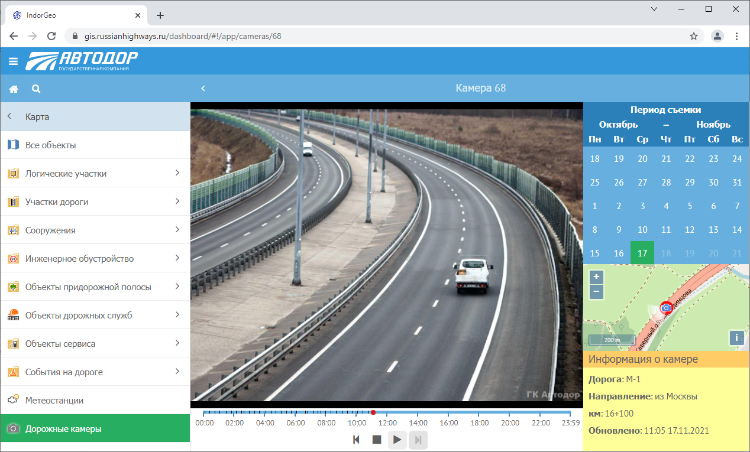 IndorGeo
gis.russianhighways.ru/dashboard/#!/app/cameras/68
АВТОДОР
ГОСУДАРСТВЕННАЯ КОМПАНИЯ
Камера 68
Карта
Все объекты
Логические участки
Участки дороги
Сооружения
Инженерное обустройство
Объекты придорожной полосы
Объекты дорожных служб
Объекты сервиса
События на дороге
Метеостанции
Дорожные камеры
ГК Автодор
00:00 02:00 04:00 06:00 08:00 10:00 12:00 14:00 16:00 18:00 20:00 22:00 23:59
Период съемки
Октябрь – Ноябрь
Пн Вт Ср Чт Пт Сб Вс
18 19 20 21 22 23 24
25 26 27 28 29 30 31
1 2 3 4 5 6 7
8 9 10 11 12 13 14
15 16 17 18 19 20 21
+
−
200 m
i
Информация о камере
Дорога: М-1
Направление: из Москвы
км: 16+100
Обновлено: 11:05 17.11.2021